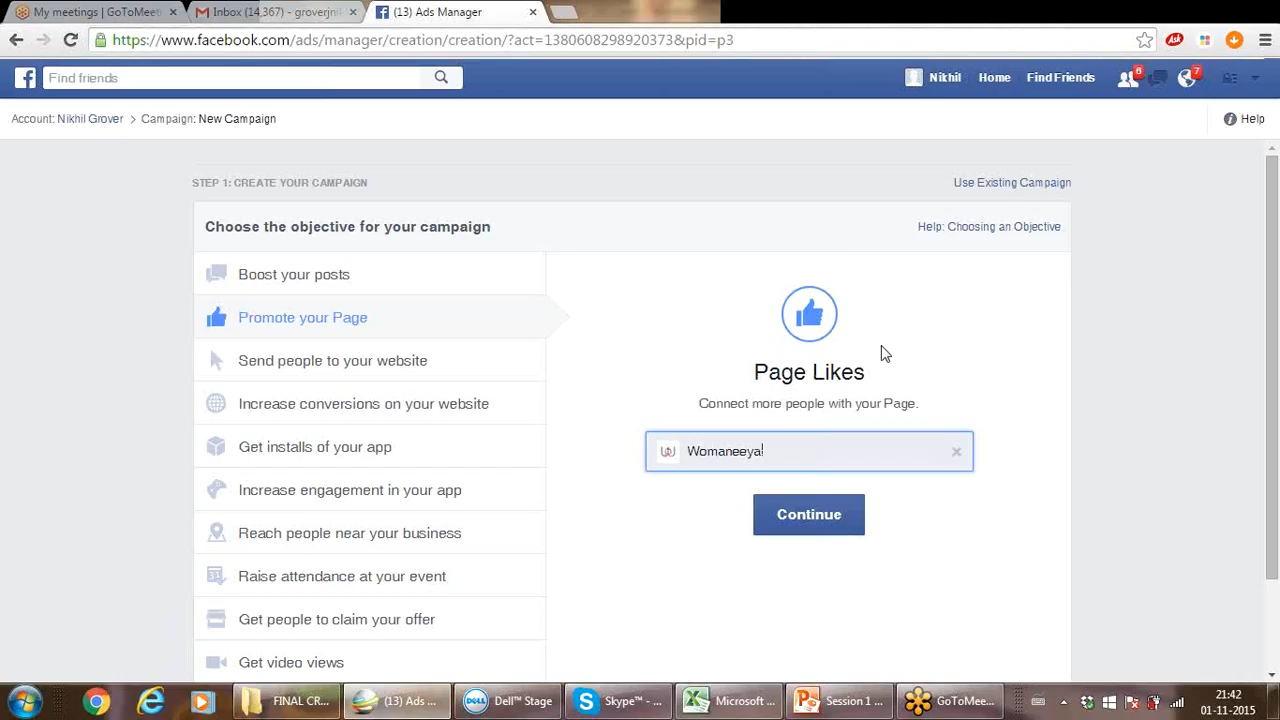 My meetings | GoToMeeti
Inbox (14,367) - groverjnik
(13) Ads Manager
https://www.facebook.com/ads/manager/creation/creation/?act=1380608298920373&pid=p3
Ask
Find friends
Nikhil
Home
Find Friends
6
7
Account: Nikhil Grover > Campaign: New Campaign
Help
STEP 1: CREATE YOUR CAMPAIGN
Use Existing Campaign
Choose the objective for your campaign
Help: Choosing an Objective
Boost your posts
Promote your Page
Send people to your website
Increase conversions on your website
Get installs of your app
Increase engagement in your app
Reach people near your business
31
Raise attendance at your event
Get people to claim your offer
Get video views
Page Likes
Connect more people with your Page.
Womaneeya
Continue
FINAL CR...
(13) Ads ...
DELL
Dell™ Stage
Skype™ - ...
Microsoft ...
Session 1 ...
GoToMee...
21:42
01-11-2015